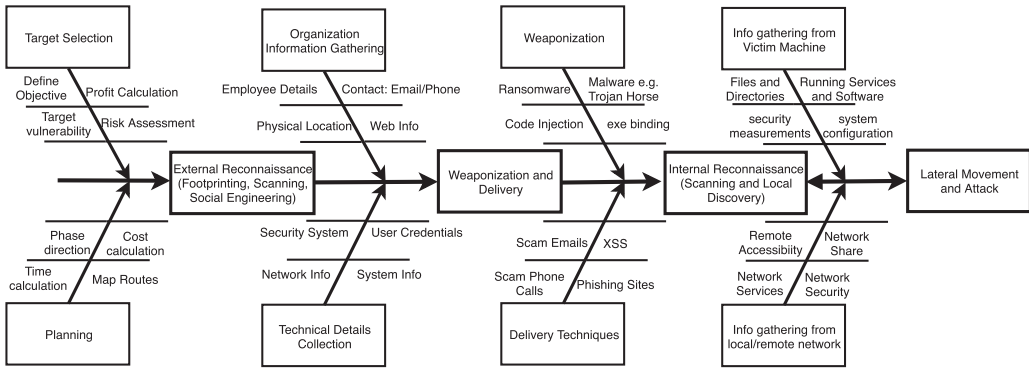 Target Selection
Organization
Information Gathering
Weaponization
Info gathering from
Victim Machine
Define
Objective
Profit Calculation
Target
vulnerability
Risk Assessment
Employee Details
Contact: Email/Phone
Physical Location
Web Info
Ransomware
Malware e.g.
Trojan Horse
Code Injection
exe binding
Files and
Directories
Running Services
and Software
security
measurements
system
configuration
External Reconnaissance
(Footprinting, Scanning,
Social Engineering)
Weaponization and
Delivery
Internal Reconnaissance
(Scanning and Local
Discovery)
Lateral Movement
and Attack
Phase
direction
Cost
calculation
Time
calculation
Map Routes
Security System
User Credentials
Network Info
System Info
Scam Emails
XSS
Scam Phone
Calls
Phishing Sites
Remote
Accessibiity
Network
Share
Network
Services
Network
Security
Planning
Technical Details
Collection
Delivery Techniques
Info gathering from
local/remote network